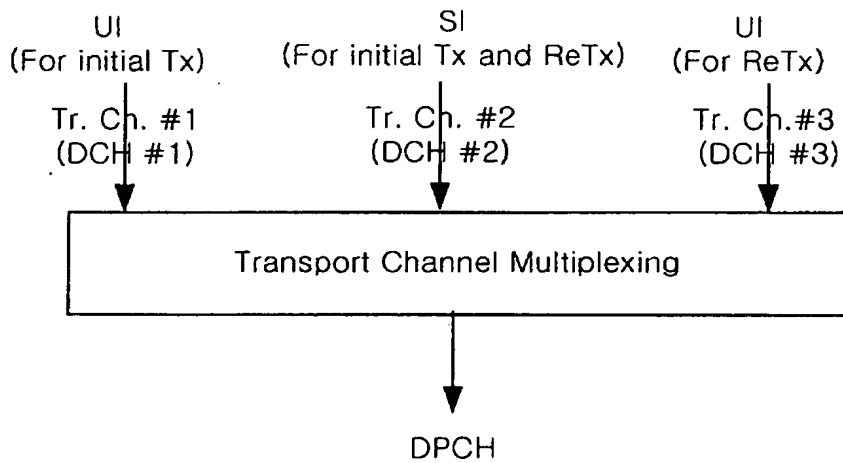 UI
(For initial Tx)
Tr. Ch. #1
(DCH #1)
SI
(For initial Tx and ReTx)
Tr. Ch. #2
(DCH #2)
UI
(For ReTx)
Tr. Ch.#3
(DCH #3)
Transport Channel Multiplexing
DPCH